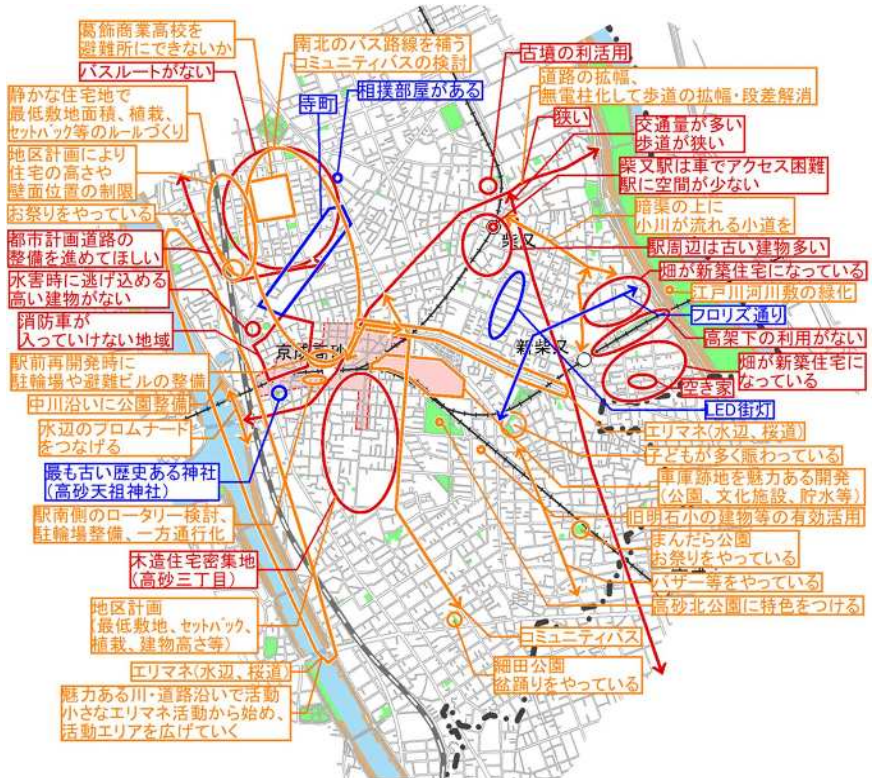 葛飾商業高校を
避難所にできないか
南北のバス路線を補う
コミュニティバスの検討
古墳の利活用
バスルートがない
相撲部屋がある
道路の拡幅、
無電柱化して歩道の拡幅・段差解消
静かな住宅地で
最低敷地面積、植栽、
セットバック等のルールづくり
寺町
狭い
交通量が多い
歩道が狭い
地区計画により
住宅の高さや
壁面位置の制限
柴又駅は車でアクセス困難
駅に空間が少ない
お祭りをやっている
暗渠の上に
小川が流れる小道を
柴又
都市計画道路の
整備を進めてほしい
駅周辺は古い建物多い
水害時に逃げ込める
高い建物がない
畑が新築住宅になっている
江戸川河川敷の緑化
消防車が
入っていけない地域
フロリズ通り
高架下の利用がない
京成高砂
新柴又
駅前再開発時に
駐輪場や避難ビルの整備
畑が新築住宅に
なっている
空き家
中川沿いに公園整備
LED街灯
水辺のプロムナード
をつなげる
エリマネ(水辺、桜道)
子どもが多く賑わっている
最も古い歴史ある神社
(高砂天祖神社)
車庫跡地を魅力ある開発
(公園、文化施設、貯水等)
旧明石小の建物等の有効活用
駅南側のロータリー検討、
駐輪場整備、一方通行化
まんだら公園
お祭りをやっている
木造住宅密集地
(高砂三丁目)
バザー等をやっている
高砂北公園に特色をつける
地区計画
(最低敷地、セットバック、
植栽、建物高さ等)
コミュニティバス
エリマネ(水辺、桜道)
細田公園
盆踊りをやっている
魅力ある川・道路沿いで活動
小さなエリマネ活動から始め、
活動エリアを広げていく